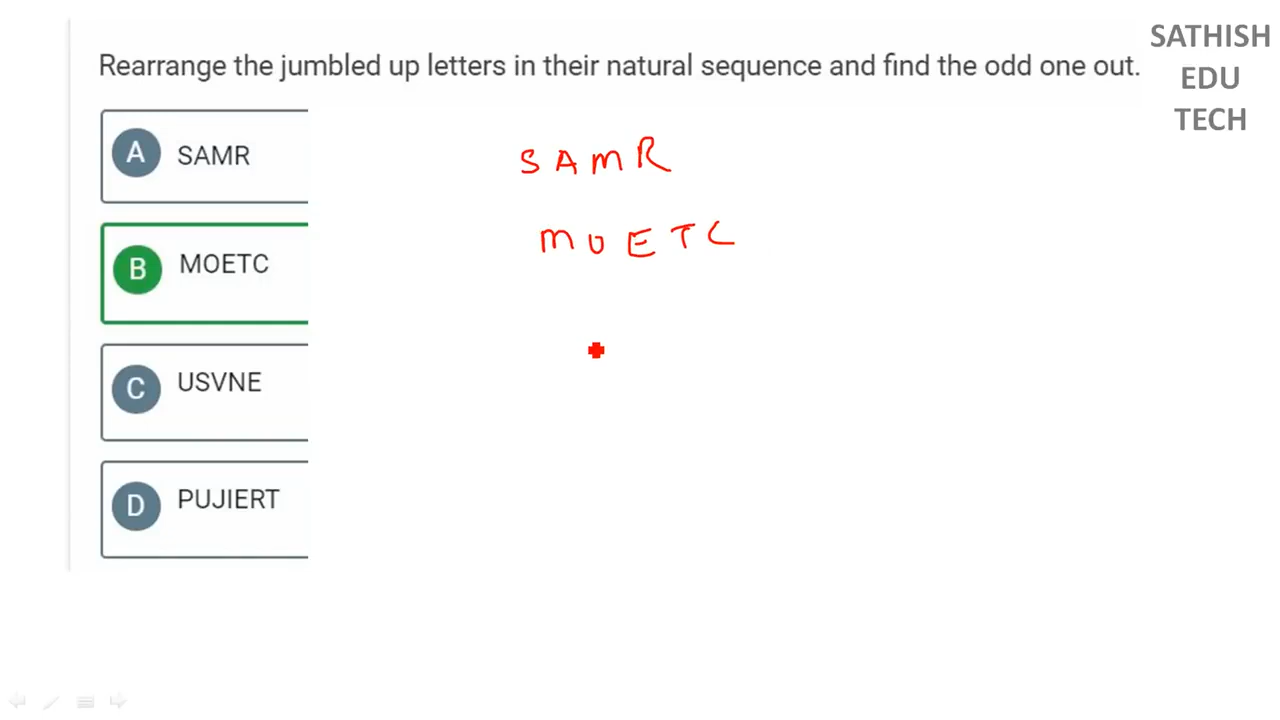 SATHISH
EDU
TECH
Rearrange the jumbled up letters in their natural sequence and find the odd one out.
A SAMR
B MOETC
C USVNE
D PUJIERT
SAMR
MOETC